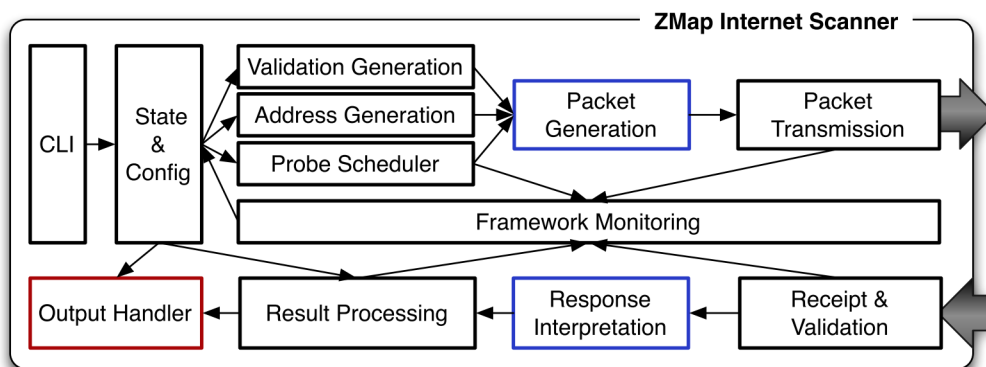 ZMap Internet Scanner
CLI
State
&
Config
Validation Generation
Address Generation
Probe Scheduler
Packet
Generation
Packet
Transmission
Framework Monitoring
Output Handler
Result Processing
Response
Interpretation
Receipt &
Validation